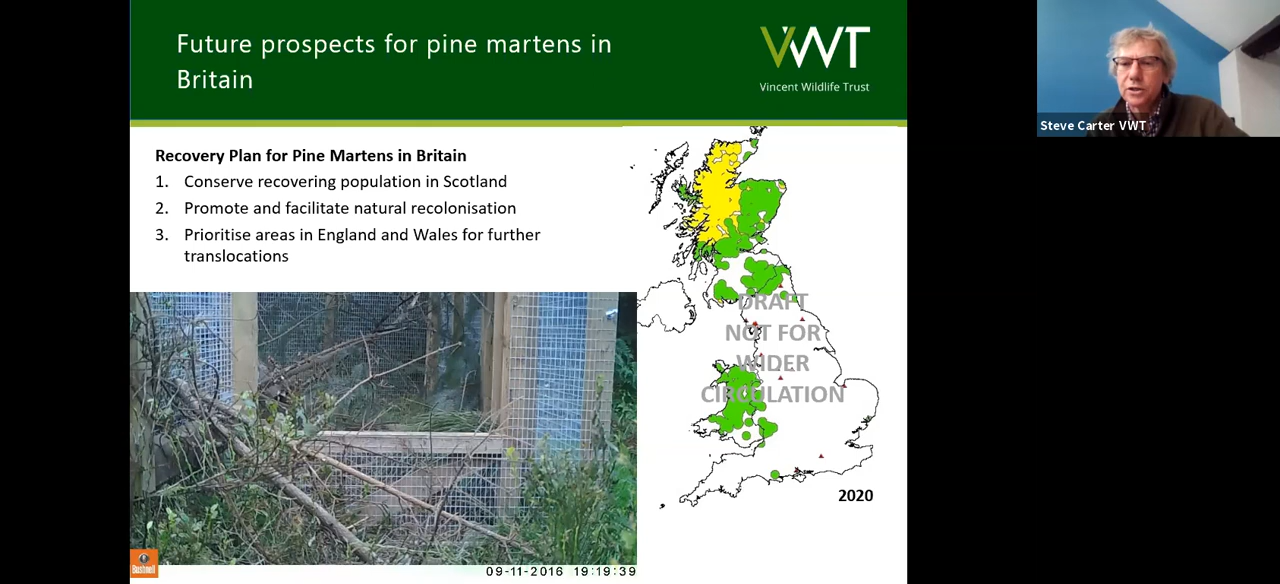 Future prospects for pine martens in
Britain
VWT
Vincent Wildlife Trust
Steve Carter VWT
Recovery Plan for Pine Martens in Britain
1. Conserve recovering population in Scotland
2. Promote and facilitate natural recolonisation
3. Prioritise areas in England and Wales for further
translocations
DRAFT
NOT FOR
WIDER
CIRCULATION
2020
Bushnell
09-11-2016 19:19:39